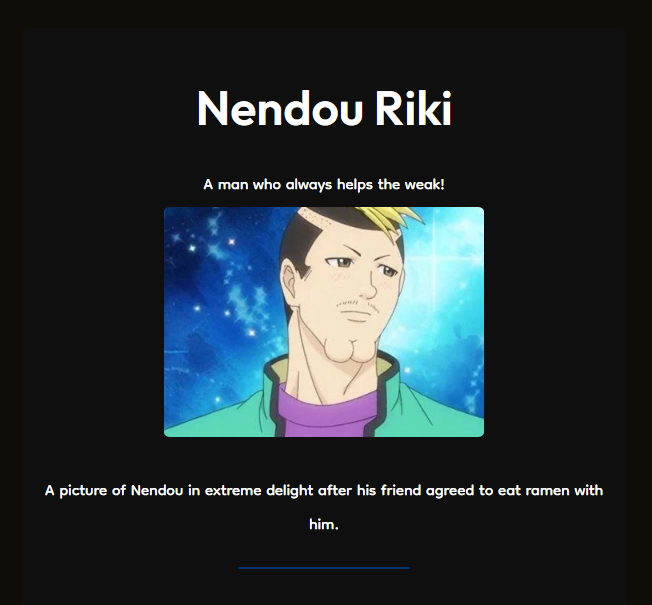 Nendou Riki
A man who always helps the weak!
A picture of Nendou in extreme delight after his friend agreed to eat ramen with
him.